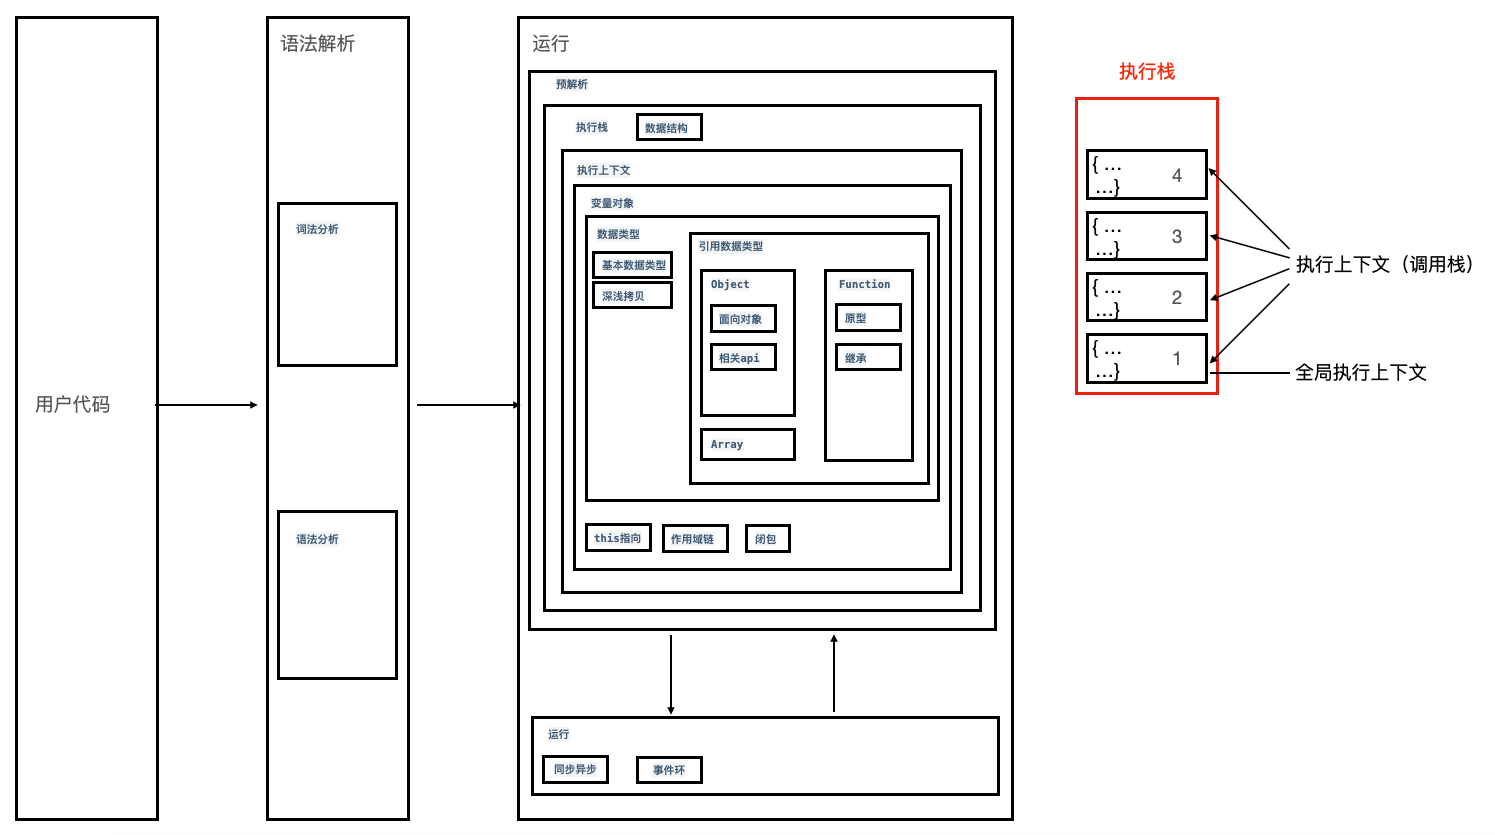 用户代码
语法解析
词法分析
语法分析
运行
预解析
执行栈
数据结构
执行上下文
变量对象
数据类型
基本数据类型
深浅拷贝
引用数据类型
Object
面向对象
相关api
Array
Function
原型
继承
this指向
作用域链
闭包
运行
同步异步
事件环
执行栈
{ ...
4
...}
{ ...
3
...}
{ ...
2
...}
{ ...
1
...}
执行上下文（调用栈）
全局执行上下文